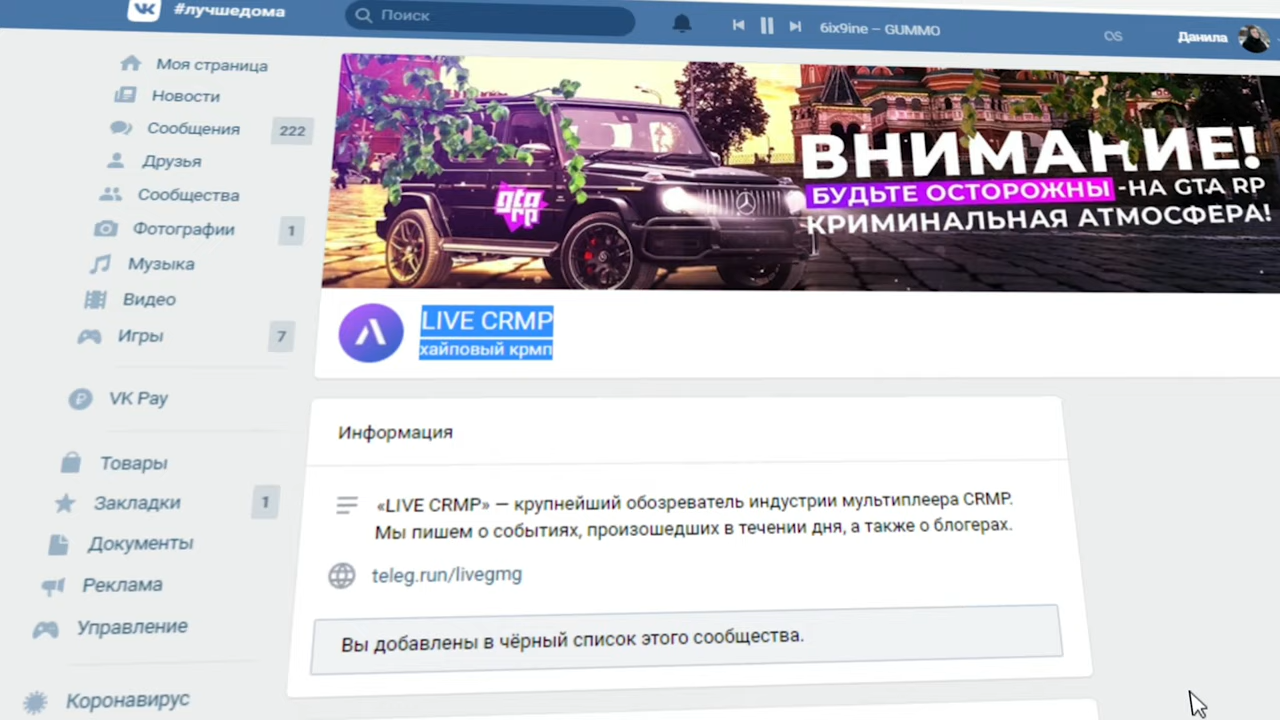 #лучшедома
Поиск
6ix9ine – GUMMO
Данила
Моя страница
Новости
Сообщения 222
Друзья
Сообщества
Фотографии 1
Музыка
Видео
Игры 7
VK Pay
Товары
Закладки 1
Документы
Реклама
Управление
Коронавирус
ВНИМАНИЕ!
БУДЬТЕ ОСТОРОЖНЫ -НА GTA RP
КРИМИНАЛЬНАЯ АТМОСФЕРА!
gta
rp
LIVE CRMP
хайповый крмп
Информация
«LIVE CRMP» — крупнейший обозреватель индустрии мультиплеера CRMP.
Мы пишем о событиях, произошедших в течении дня, а также о блогерах.
teleg.run/livegmg
Вы добавлены в чёрный список этого сообщества.